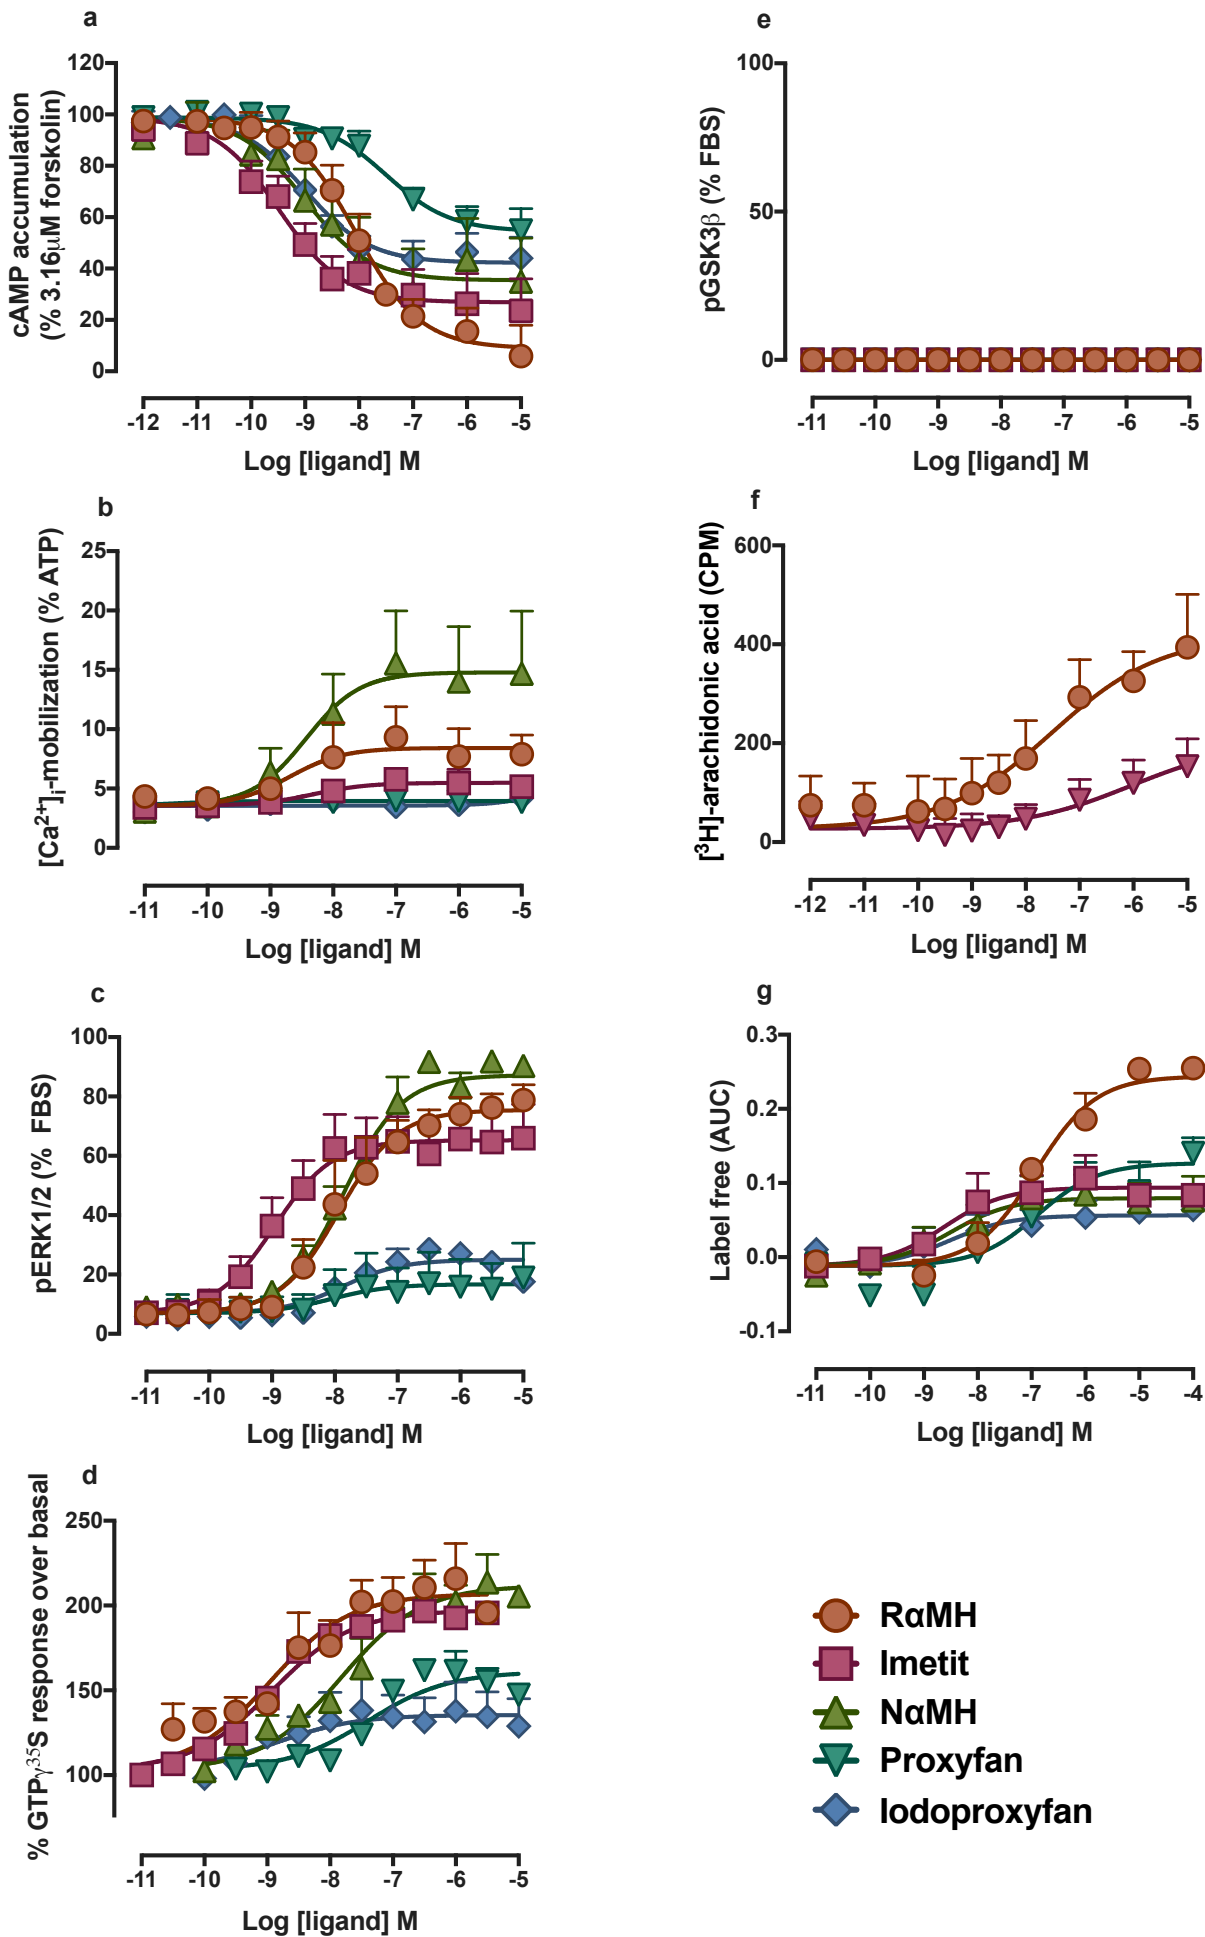 a
120
100
80
60
40
20
0
cAMP accumulation
(% 3.16μM forskolin)
-12 -11 -10 -9 -8 -7 -6 -5
Log [ligand] M
e
100
50
0
pGSK3β (% FBS)
-11 -10 -9 -8 -7 -6 -5
Log [ligand] M
b
25
20
15
10
5
0
[Ca²⁺]ᵢ-mobilization (% ATP)
-11 -10 -9 -8 -7 -6 -5
Log [ligand] M
f
600
400
200
0
[³H]-arachidonic acid (CPM)
-12 -11 -10 -9 -8 -7 -6 -5
Log [ligand] M
c
100
80
60
40
20
0
pERK1/2 (% FBS)
-11 -10 -9 -8 -7 -6 -5
Log [ligand] M
g
0.3
0.2
0.1
0.0
-0.1
Label free (AUC)
-11 -10 -9 -8 -7 -6 -5 -4
Log [ligand] M
d
250
200
150
100
% GTPγ³⁵S response over basal
-11 -10 -9 -8 -7 -6 -5
Log [ligand] M
RαMH
Imetit
NαMH
Proxyfan
Iodoproxyfan